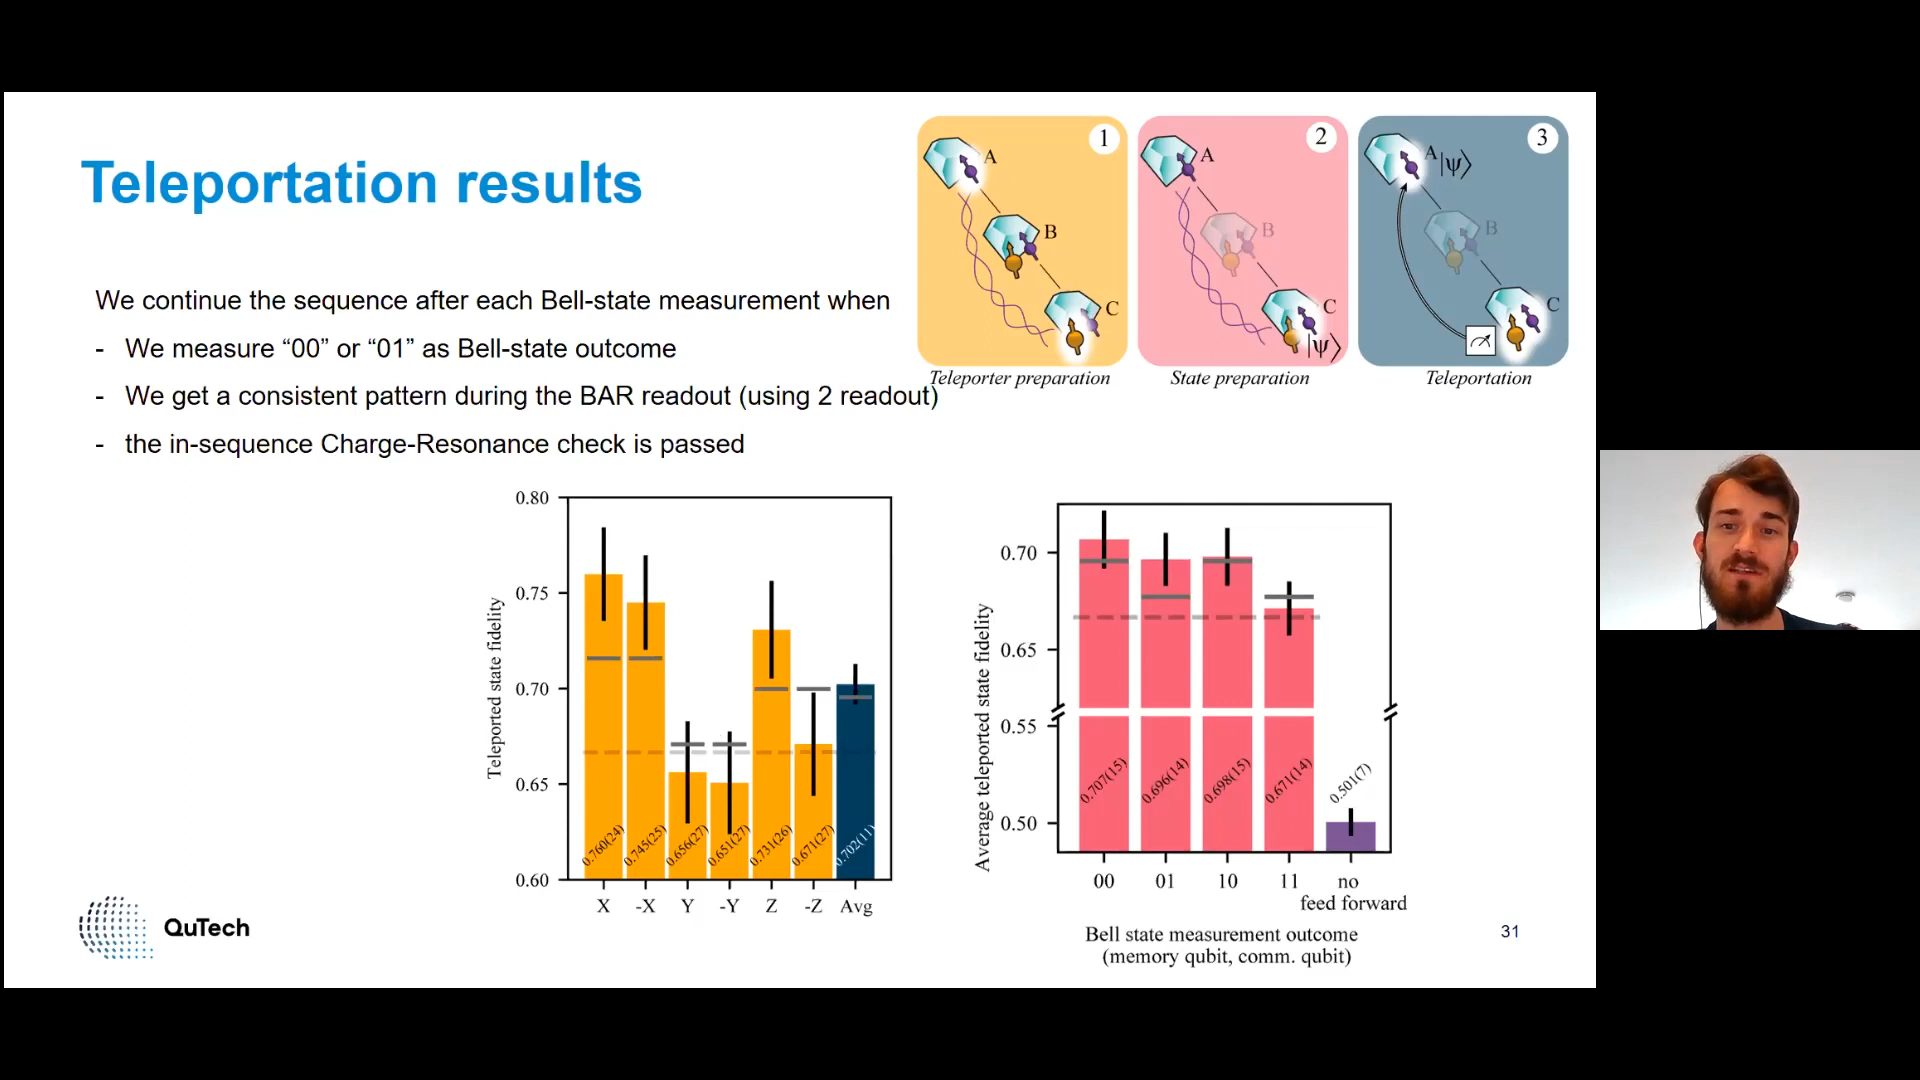 Teleportation results
We continue the sequence after each Bell-state measurement when
- We measure “00” or “01” as Bell-state outcome
- We get a consistent pattern during the BAR readout (using 2 readout)
- the in-sequence Charge-Resonance check is passed
1
A
B
C
Teleporter preparation
2
A
B
C
|ψ⟩
State preparation
3
A |ψ⟩
B
C
Teleportation
Teleported state fidelity
0.80
0.75
0.70
0.65
0.60
0.760(24)
0.745(25)
0.656(27)
0.651(27)
0.731(26)
0.671(27)
0.702(11)
X -X Y -Y Z -Z Avg
Average teleported state fidelity
0.70
0.65
0.55
0.50
0.707(15)
0.696(14)
0.698(15)
0.671(14)
0.501(7)
00 01 10 11 no
feed forward
Bell state measurement outcome
(memory qubit, comm. qubit)
QuTech
31